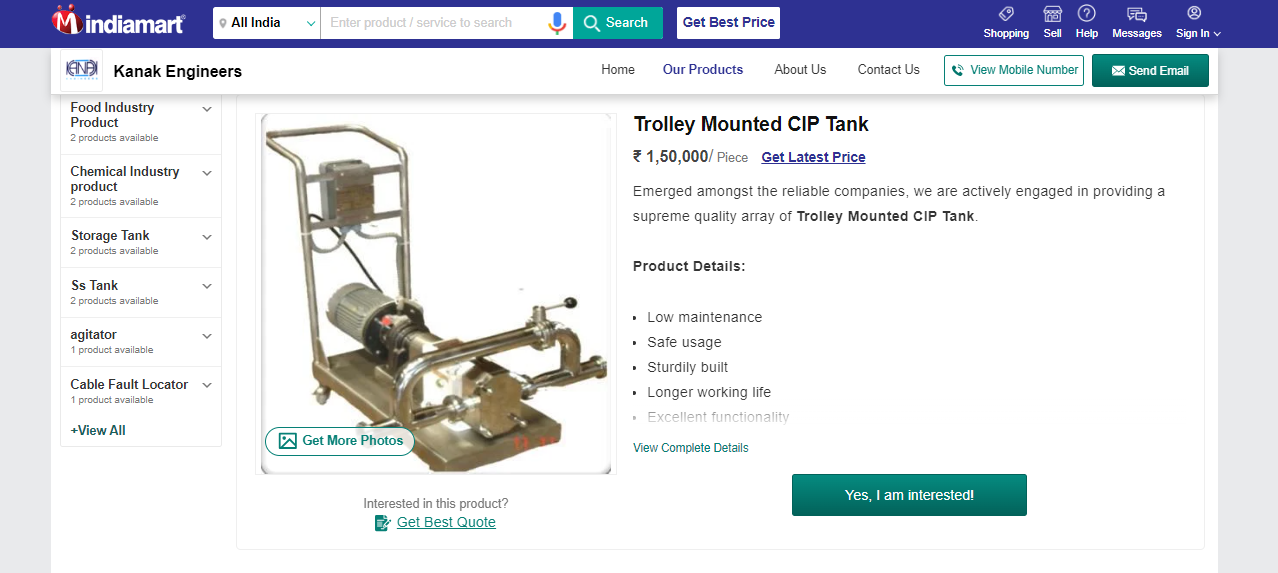 indiamart
All India
Enter product / service to search
Search
Get Best Price
Shopping
Sell
Help
Messages
Sign In
KANAK
Kanak Engineers
Home
Our Products
About Us
Contact Us
View Mobile Number
Send Email
Food Industry
Product
2 products available
Chemical Industry
product
2 products available
Storage Tank
2 products available
Ss Tank
2 products available
agitator
1 product available
Cable Fault Locator
1 product available
+View All
Get More Photos
Interested in this product?
Get Best Quote
Trolley Mounted CIP Tank
₹ 1,50,000/ Piece Get Latest Price
Emerged amongst the reliable companies, we are actively engaged in providing a
supreme quality array of Trolley Mounted CIP Tank.
Product Details:
• Low maintenance
• Safe usage
• Sturdily built
• Longer working life
• Excellent functionality
View Complete Details
Yes, I am interested!